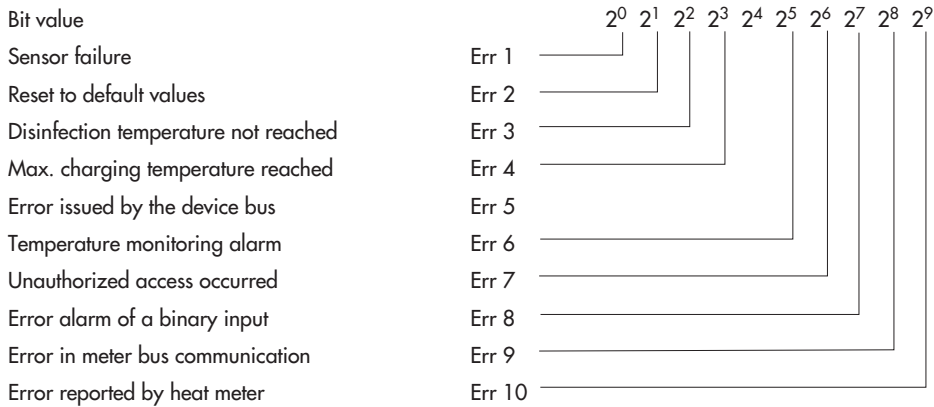 Bit value 2⁰ 2¹ 2² 2³ 2⁴ 2⁵ 2⁶ 2⁷ 2⁸ 2⁹
Sensor failure Err 1
Reset to default values Err 2
Disinfection temperature not reached Err 3
Max. charging temperature reached Err 4
Error issued by the device bus Err 5
Temperature monitoring alarm Err 6
Unauthorized access occurred Err 7
Error alarm of a binary input Err 8
Error in meter bus communication Err 9
Error reported by heat meter Err 10